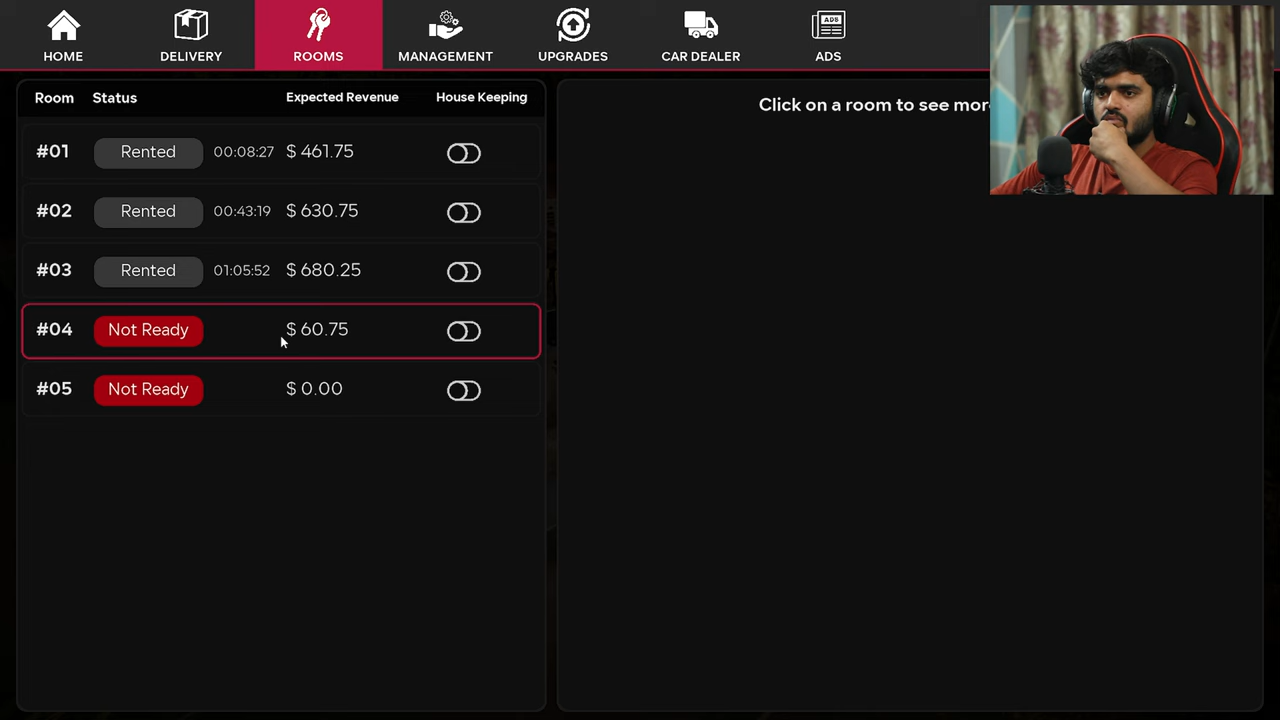 HOME DELIVERY ROOMS MANAGEMENT UPGRADES CAR DEALER ADS
Room Status Expected Revenue House Keeping
#01 Rented 00:08:27 $ 461.75
#02 Rented 00:43:19 $ 630.75
#03 Rented 01:05:52 $ 680.25
#04 Not Ready $ 60.75
#05 Not Ready $ 0.00
Click on a room to see mor